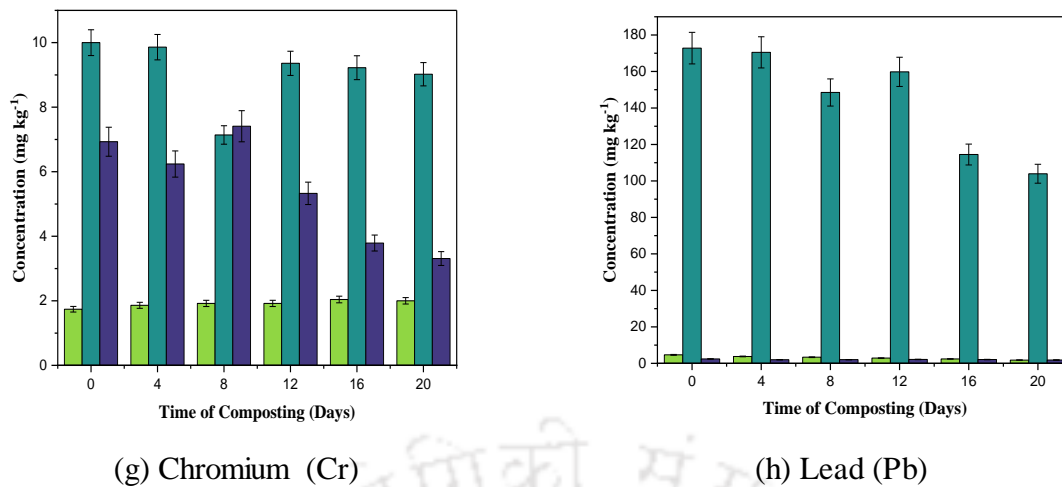 10
8
6
4
2
0
Concentration (mg kg⁻¹)
0 4 8 12 16 20
Time of Composting (Days)
(g) Chromium (Cr)
180
160
140
120
100
80
60
40
20
0
Concentration (mg kg⁻¹)
0 4 8 12 16 20
Time of Composting (Days)
(h) Lead (Pb)